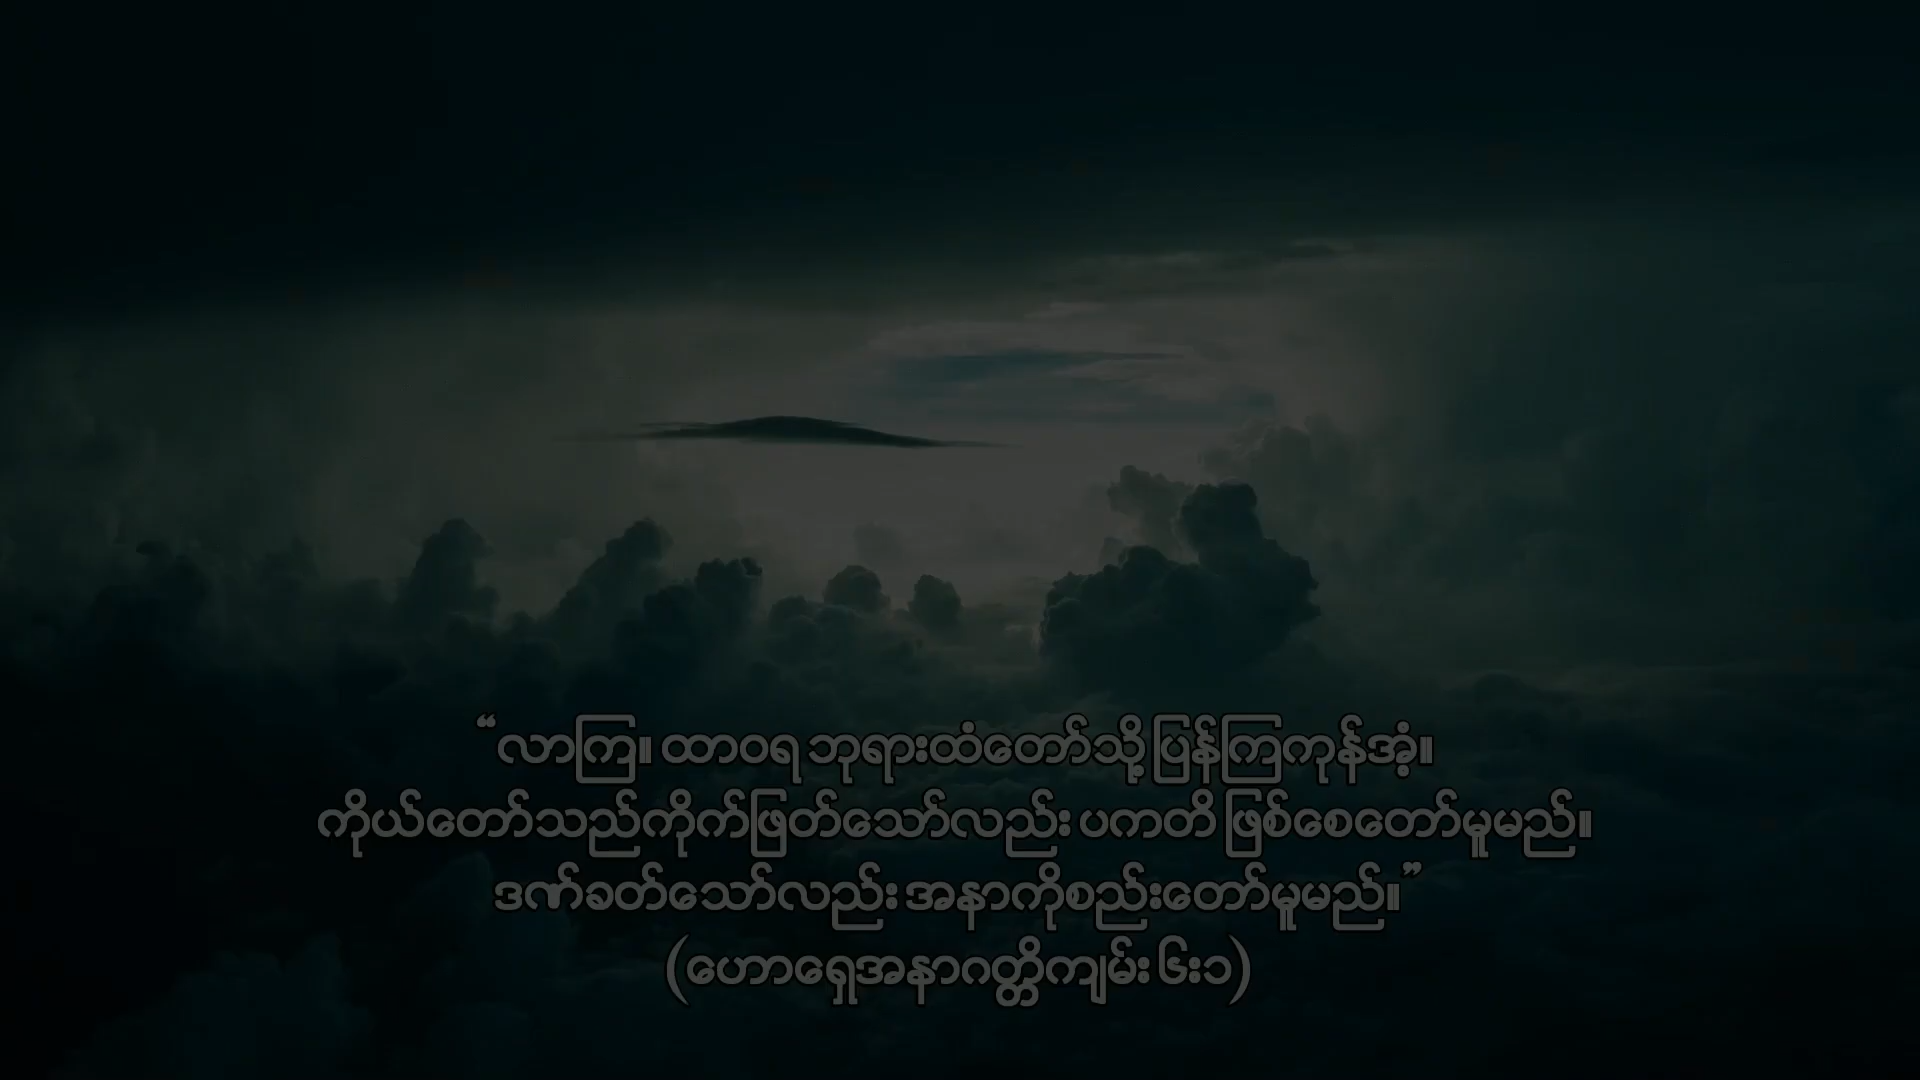 “လာကြ။ ထာဝရ ဘုရားထံတော်သို့ ပြန်ကြကုန်အံ့။
ကိုယ်တော်သည်ကိုက်ဖြတ်သော်လည်း ပကတိ ဖြစ်စေတော်မူမည်။
ဒဏ်ခတ်သော်လည်း အနာကိုစည်းတော်မူမည်။”
(ဟောရှေအနာဂတ္တိကျမ်း ၆း၁)